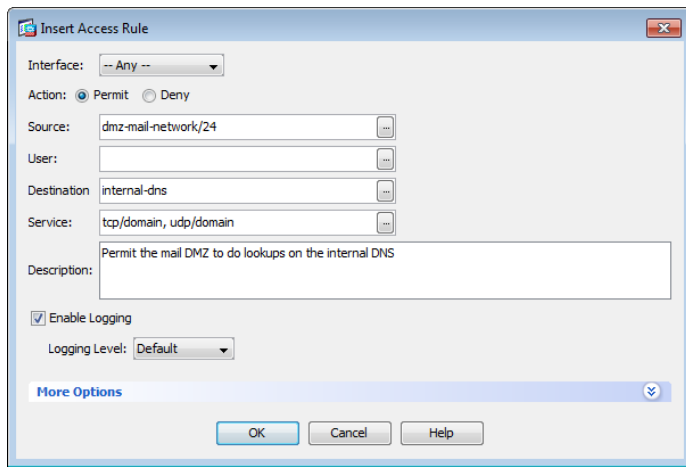 Insert Access Rule
Interface: -- Any --
Action: Permit Deny
Source: dmz-mail-network/24 ...
User: ...
Destination internal-dns ...
Service: tcp/domain, udp/domain ...
Permit the mail DMZ to do lookups on the internal DNS
Description:
Enable Logging
Logging Level: Default
More Options
OK Cancel Help